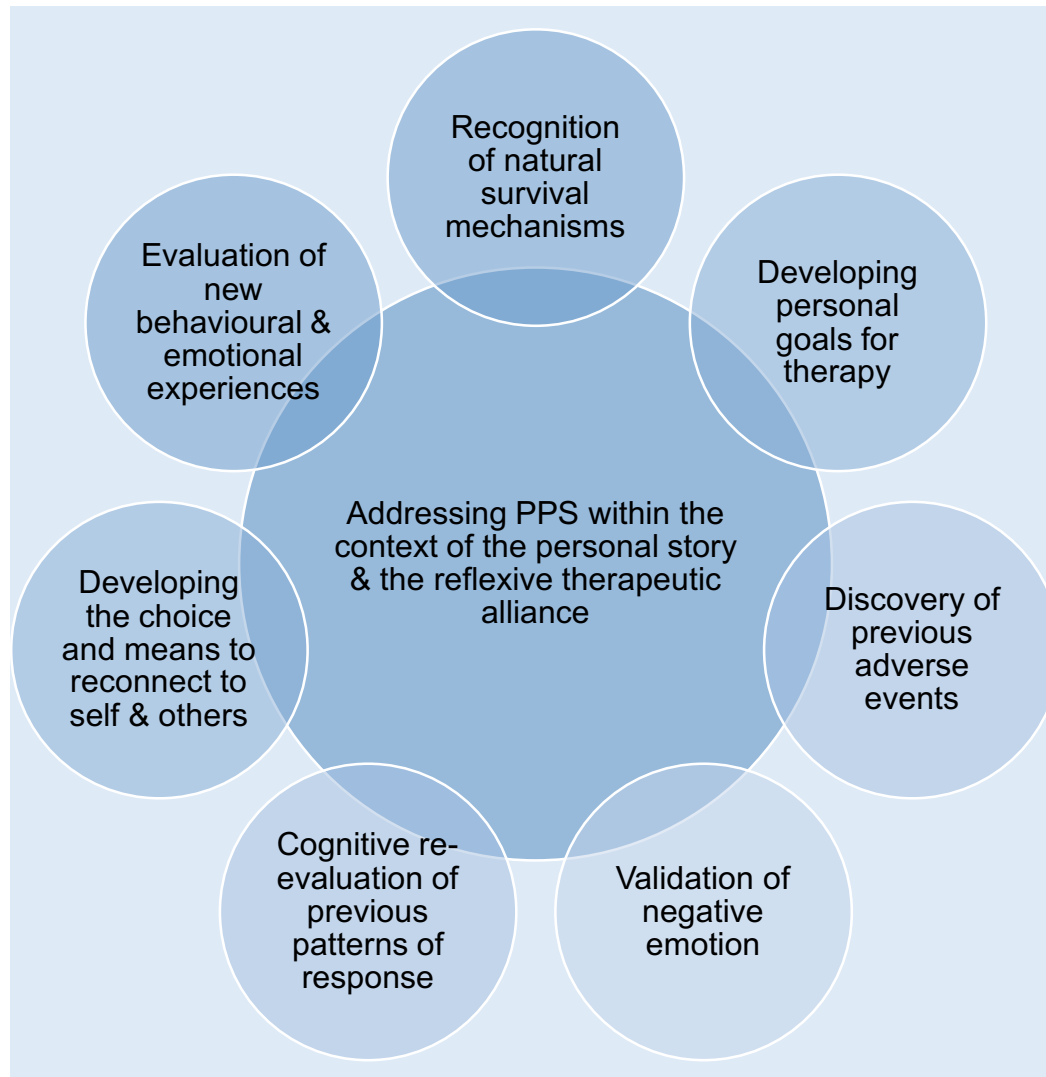 Recognition
of natural
survival
mechanisms
Developing
personal
goals for
therapy
Discovery of
previous
adverse
events
Validation of
negative
emotion
Cognitive re-
evaluation of
previous
patterns of
response
Developing
the choice
and means to
reconnect to
self & others
Evaluation of
new
behavioural &
emotional
experiences
Addressing PPS within the
context of the personal story
& the reflexive therapeutic
alliance